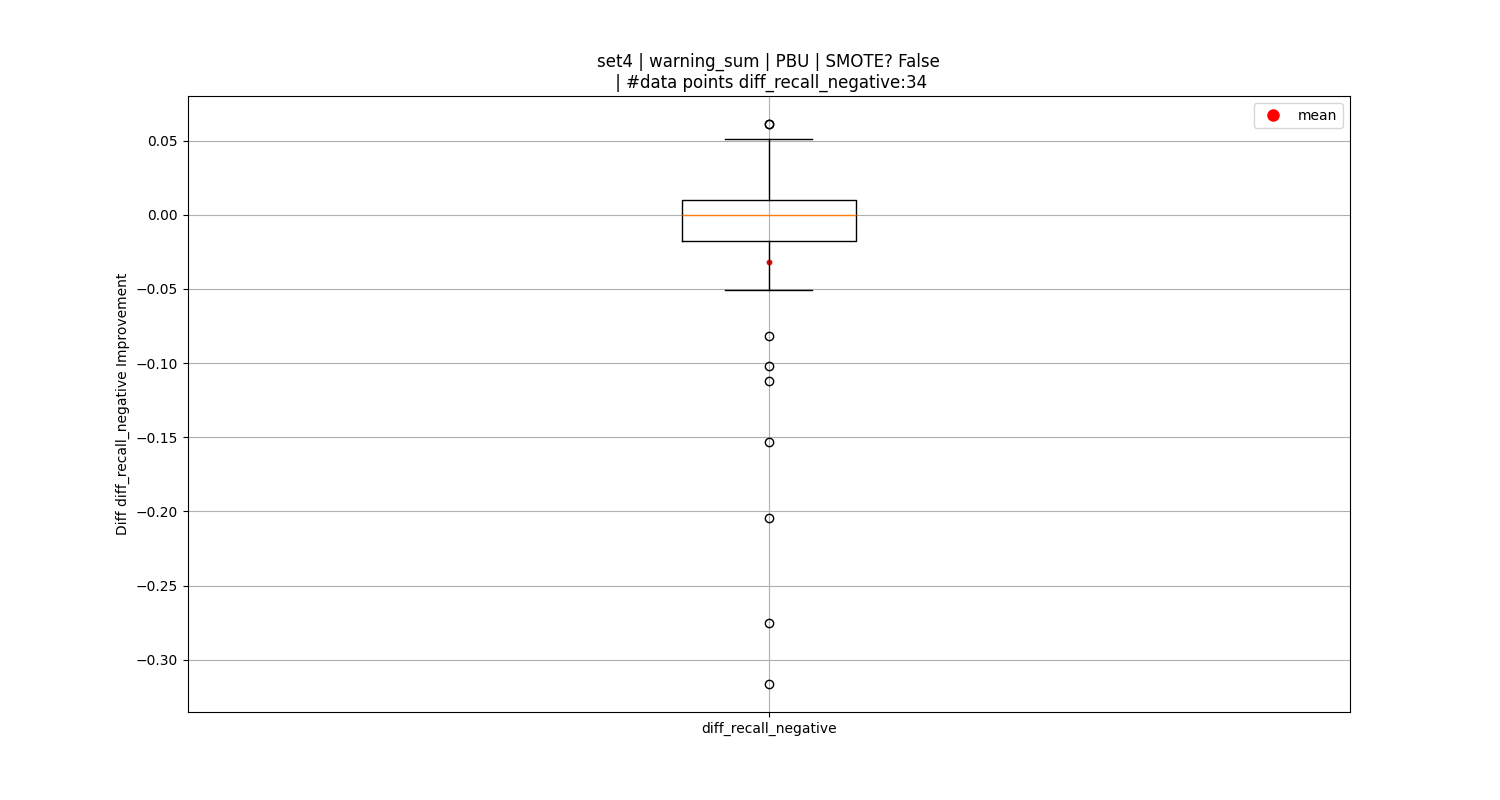 set4 | warning_sum | PBU | SMOTE? False
| #data points diff_recall_negative:34
mean
0.05
0.00
−0.05
−0.10
−0.15
−0.20
−0.25
−0.30
Diff diff_recall_negative Improvement
diff_recall_negative